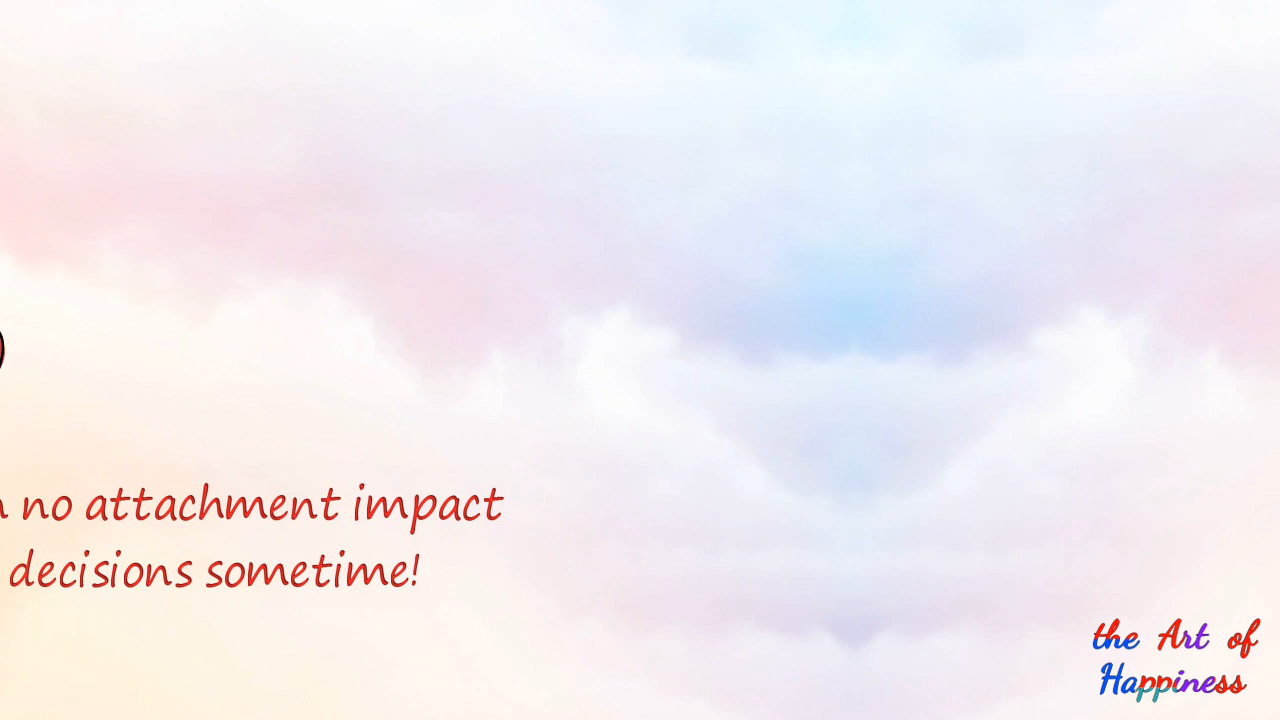 no attachment impact
decisions sometime!
the Art of
Happiness